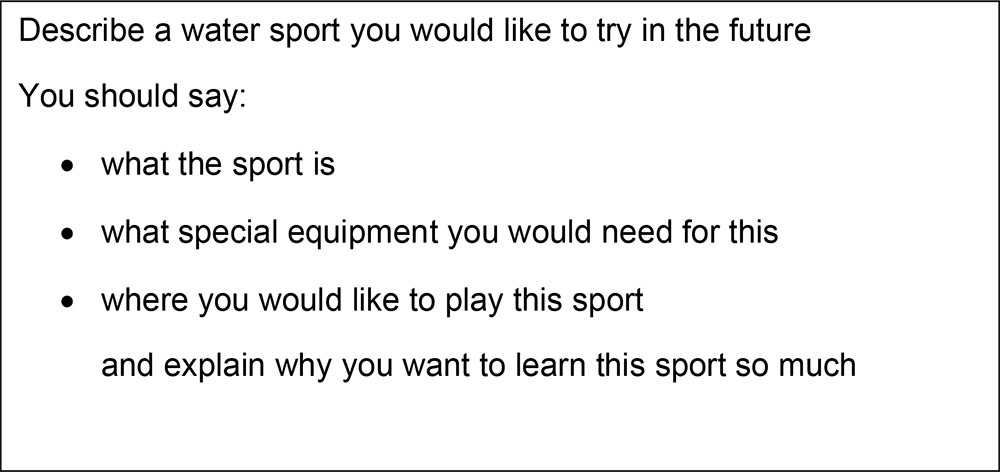 Describe a water sport you would like to try in the future
You should say:
• what the sport is
• what special equipment you would need for this
• where you would like to play this sport
and explain why you want to learn this sport so much